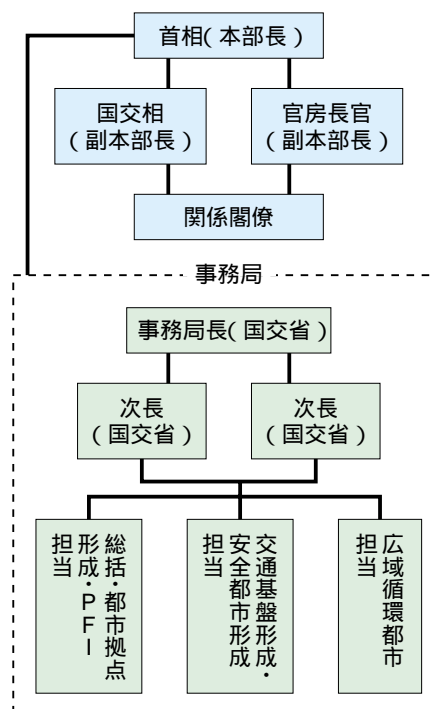 首相(本部長)
国交相
(副本部長)
官房長官
(副本部長)
関係閣僚
事務局
事務局長(国交省)
次長
(国交省)
次長
(国交省)
総括・都市拠点
形成・PFI
担当
交通基盤形成・
安全都市形成
担当
広域循環都市
担当